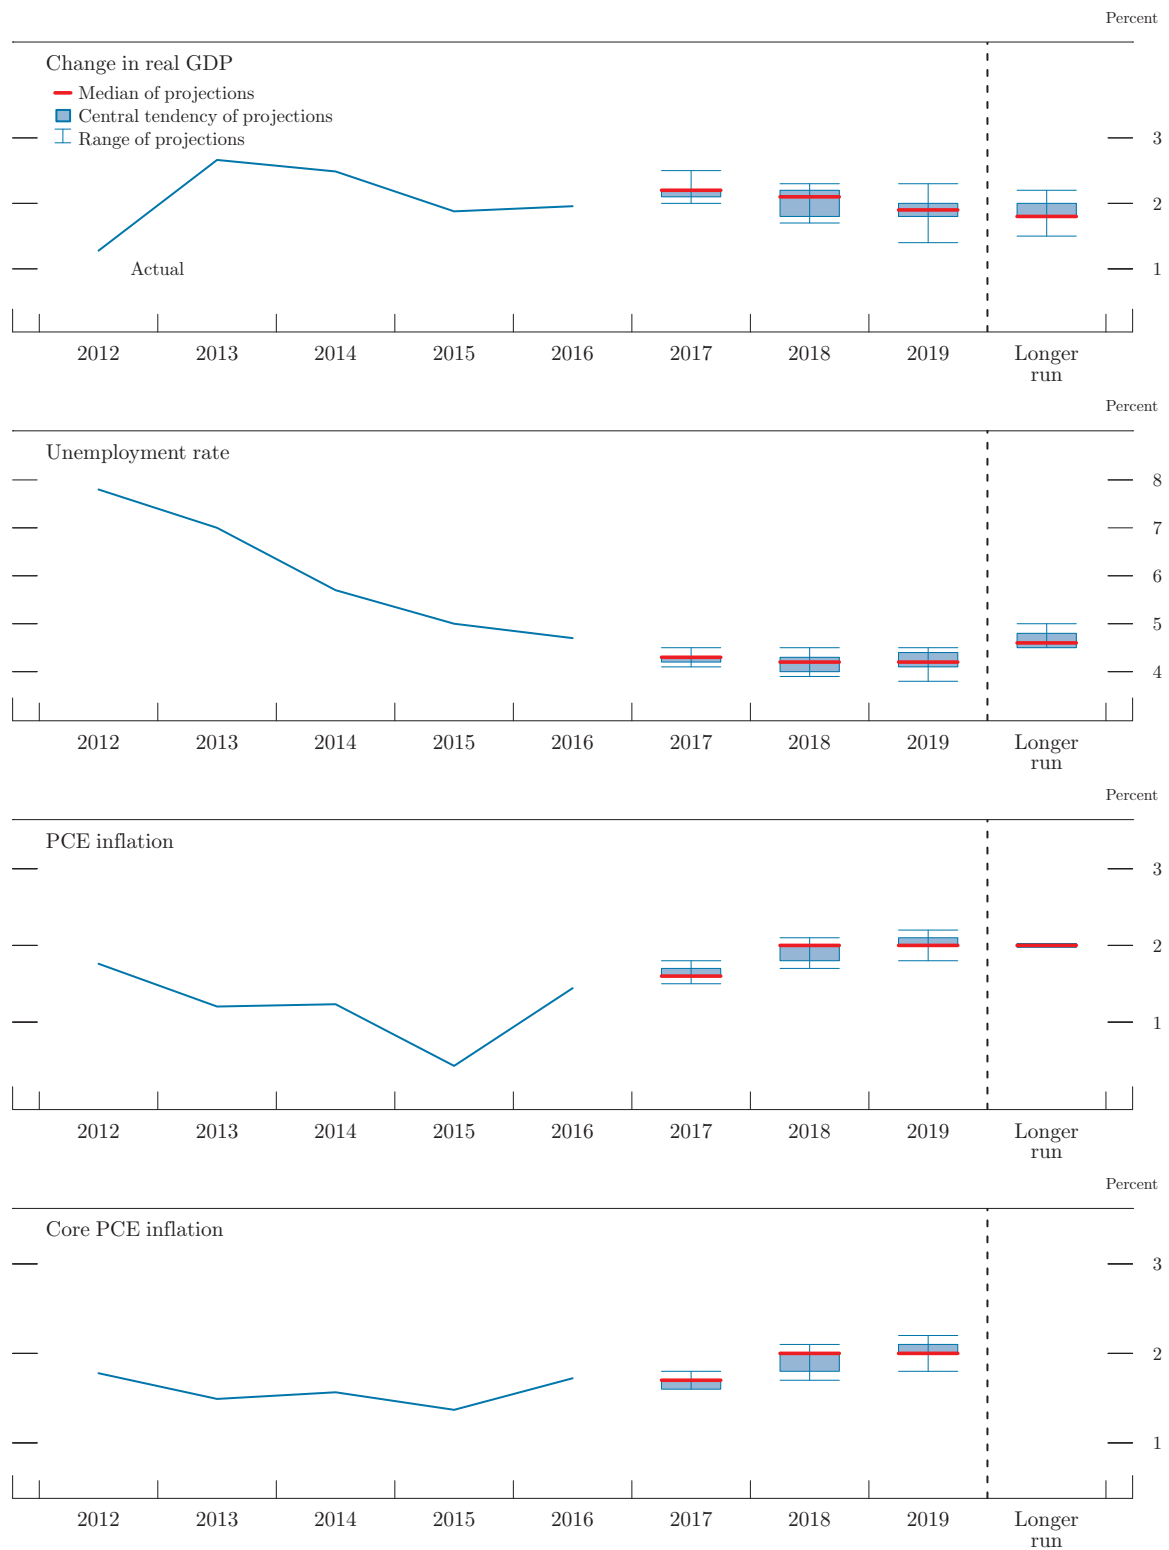 Percent
Change in real GDP
Median of projections
Central tendency of projections
Range of projections
3
2
Actual
1
2012 2013 2014 2015 2016 2017 2018 2019 Longer
run
Percent
Unemployment rate
8
7
6
5
4
2012 2013 2014 2015 2016 2017 2018 2019 Longer
run
Percent
PCE inflation
3
2
1
2012 2013 2014 2015 2016 2017 2018 2019 Longer
run
Percent
Core PCE inflation
3
2
1
2012 2013 2014 2015 2016 2017 2018 2019 Longer
run